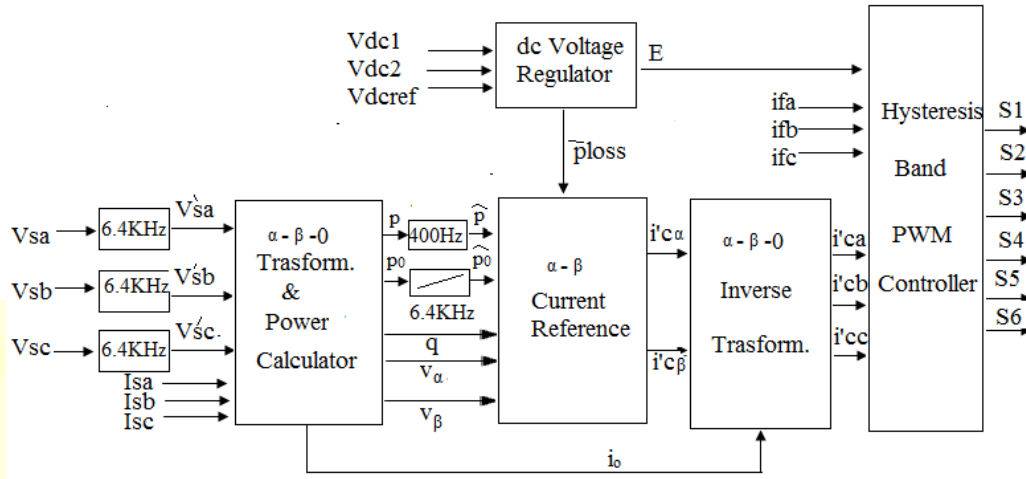 Vdc1
Vdc2
Vdcref
dc Voltage
Regulator
E
ifa
ifb
ifc
Hysteresis
Band
PWM
Controller
S1
S2
S3
S4
S5
S6
p̄loss
Vsa
6.4KHz
V'sa
Vsb
6.4KHz
V'sb
Vsc
6.4KHz
V'sc
Isa
Isb
Isc
α-β-0
Trasform.
&
Power
Calculator
p
400Hz
p̂
p0
p̂0
6.4KHz
q
vα
vβ
α-β
Current
Reference
i'cα
i'cβ
α-β-0
Inverse
Trasform.
i'ca
i'cb
i'cc
io